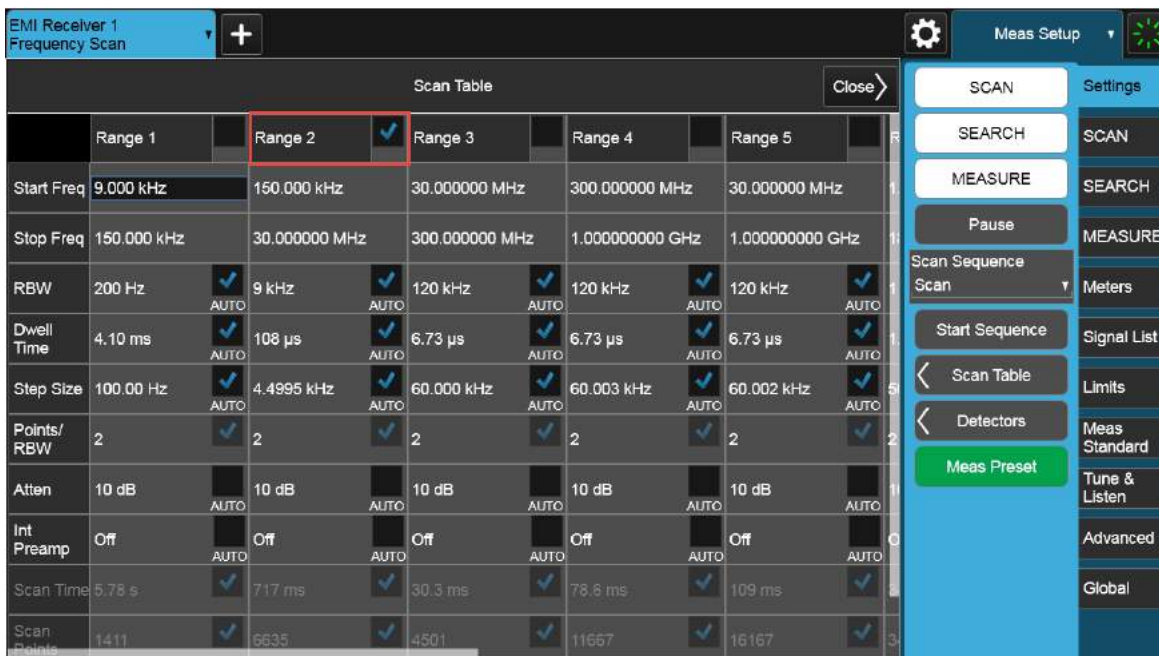 EMI Receiver 1
Frequency Scan
+
Meas Setup
Scan Table
Close
Range 1 Range 2 Range 3 Range 4 Range 5
Start Freq 9.000 kHz 150.000 kHz 30.000000 MHz 300.000000 MHz 30.000000 MHz
Stop Freq 150.000 kHz 30.000000 MHz 300.000000 MHz 1.000000000 GHz 1.000000000 GHz
RBW 200 Hz AUTO 9 kHz AUTO 120 kHz AUTO 120 kHz AUTO 120 kHz AUTO
Dwell
Time 4.10 ms AUTO 108 µs AUTO 6.73 µs AUTO 6.73 µs AUTO 6.73 µs AUTO
Step Size 100.00 Hz AUTO 4.4995 kHz AUTO 60.000 kHz AUTO 60.003 kHz AUTO 60.002 kHz AUTO
Points/
RBW 2 2 2 2 2
Atten 10 dB AUTO 10 dB AUTO 10 dB AUTO 10 dB AUTO 10 dB AUTO
Int
Preamp Off AUTO Off AUTO Off AUTO Off AUTO Off AUTO
Scan Time 5.78 s 717 ms 30.3 ms 78.6 ms 109 ms
Scan
Points 1411 6635 4501 11667 16167
SCAN
SEARCH
MEASURE
Pause
Scan Sequence
Scan
Start Sequence
Scan Table
Detectors
Meas Preset
Settings
SCAN
SEARCH
MEASURE
Meters
Signal List
Limits
Meas
Standard
Tune &
Listen
Advanced
Global